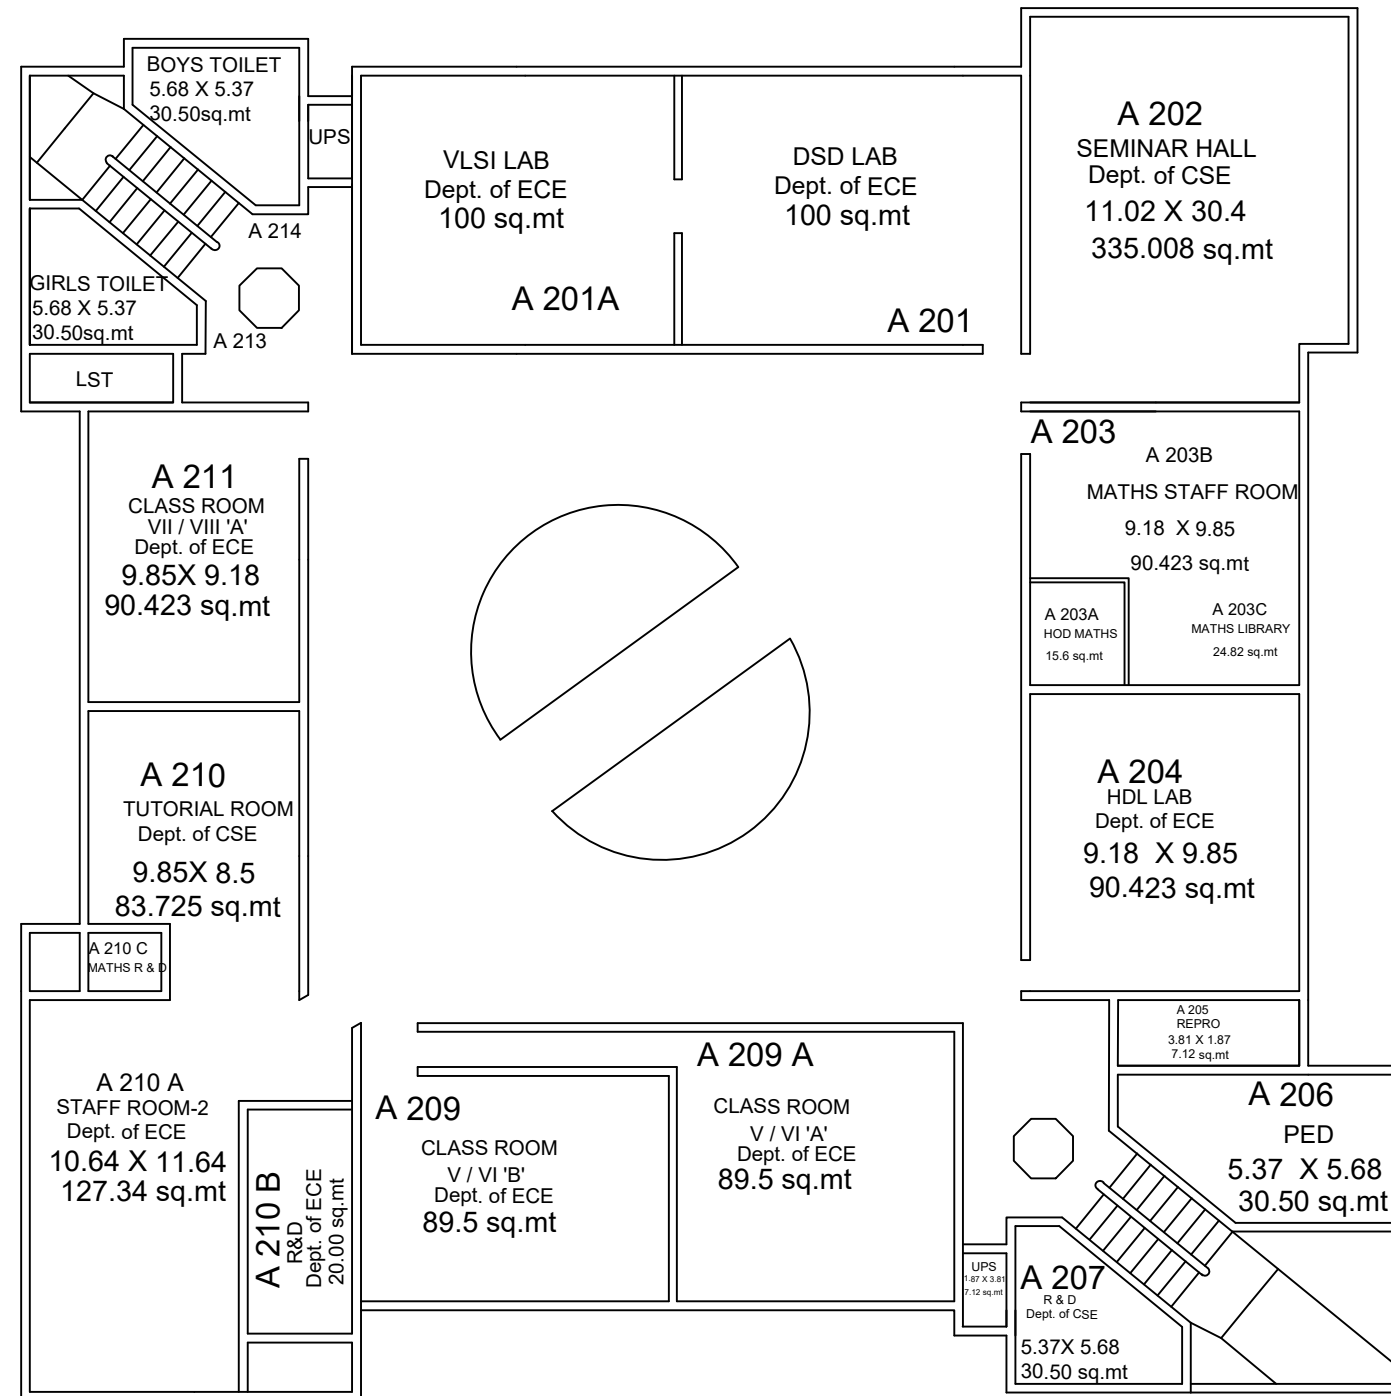 BOYS TOILET
5.68 X 5.37
30.50sq.mt
UPS
A 214
GIRLS TOILET
5.68 X 5.37
30.50sq.mt
A 213
LST
VLSI LAB
Dept. of ECE
100 sq.mt
A 201A
DSD LAB
Dept. of ECE
100 sq.mt
A 201
A 202
SEMINAR HALL
Dept. of CSE
11.02 X 30.4
335.008 sq.mt
A 211
CLASS ROOM
VII / VIII 'A'
Dept. of ECE
9.85X 9.18
90.423 sq.mt
A 203
A 203B
MATHS STAFF ROOM
9.18 X 9.85
90.423 sq.mt
A 203A
HOD MATHS
15.6 sq.mt
A 203C
MATHS LIBRARY
24.82 sq.mt
A 210
TUTORIAL ROOM
Dept. of CSE
9.85X 8.5
83.725 sq.mt
A 204
HDL LAB
Dept. of ECE
9.18 X 9.85
90.423 sq.mt
A 210 C
MATHS R & D
A 210 A
STAFF ROOM-2
Dept. of ECE
10.64 X 11.64
127.34 sq.mt
A 210 B
R&D
Dept. of ECE
20.00 sq.mt
A 209
CLASS ROOM
V / VI 'B'
Dept. of ECE
89.5 sq.mt
A 209 A
CLASS ROOM
V / VI 'A'
Dept. of ECE
89.5 sq.mt
A 205
REPRO
3.81 X 1.87
7.12 sq.mt
A 206
PED
5.37 X 5.68
30.50 sq.mt
UPS
1.87 X 3.81
7.12 sq.mt
A 207
R & D
Dept. of CSE
5.37X 5.68
30.50 sq.mt